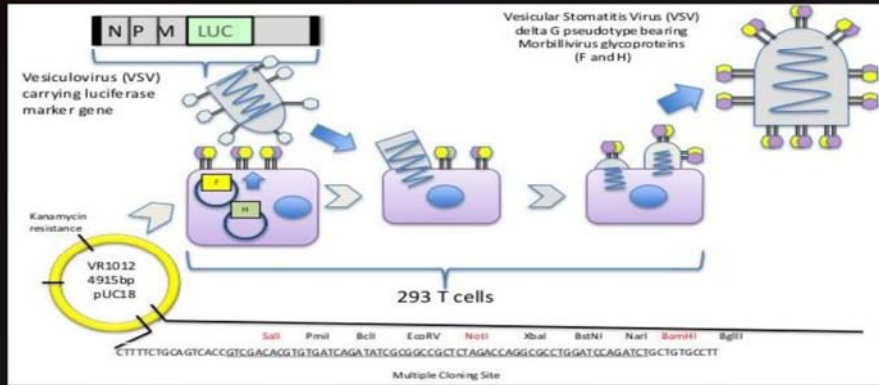 N P M LUC
Vesiculovirus (VSV)
carrying luciferase
marker gene
Vesicular Stomatitis Virus (VSV)
delta G pseudotype bearing
Morbillivirus glycoproteins
(F and H)
F
H
Kanamycin
resistance
VR1012
4915bp
pUC18
293 T cells
SalI PmlI BclI EcoRV NotI XbaI BstNI NarI BamHI BglII
CTTTTCTGCAGTCACCGTCGACACGTGTGATCAGATATCGCGGCCGCTCTAGACCAGGCGCCTGGATCCAGATCTGCTGTGCCTT
Multiple Cloning Site